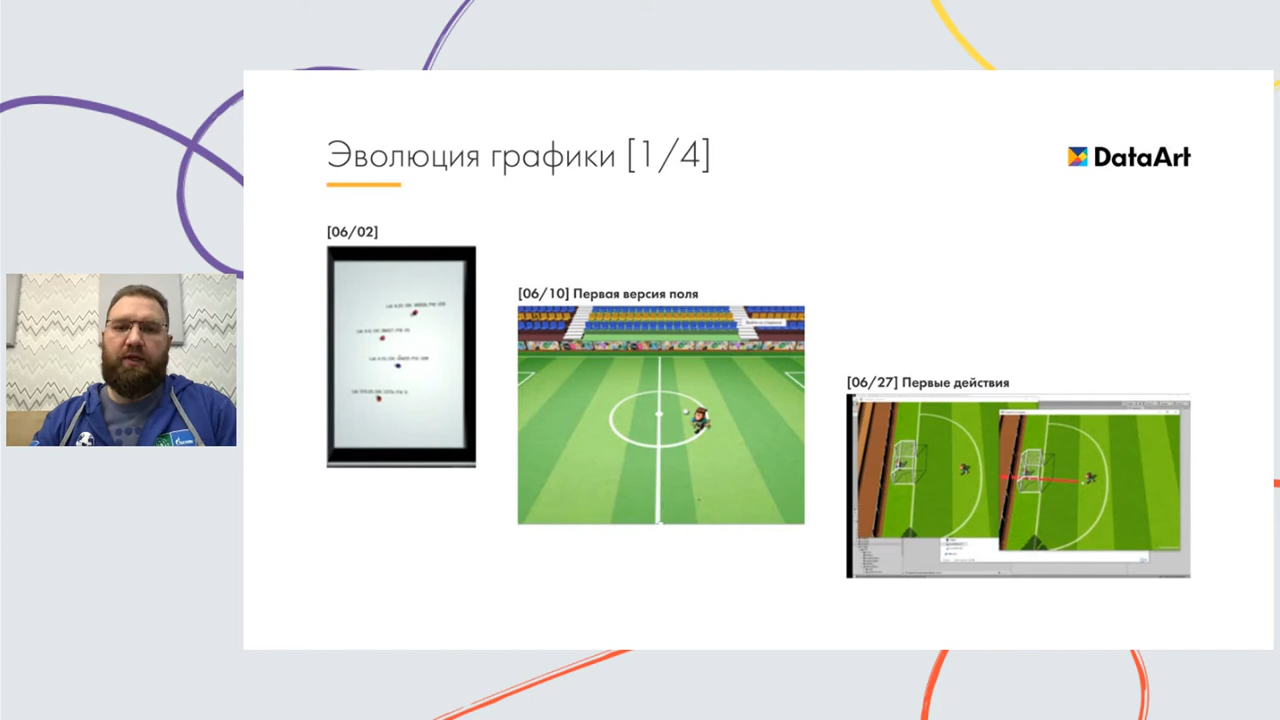 Эволюция графики [1/4]
DataArt
[06/02]
[06/10] Первая версия поля
[06/27] Первые действия